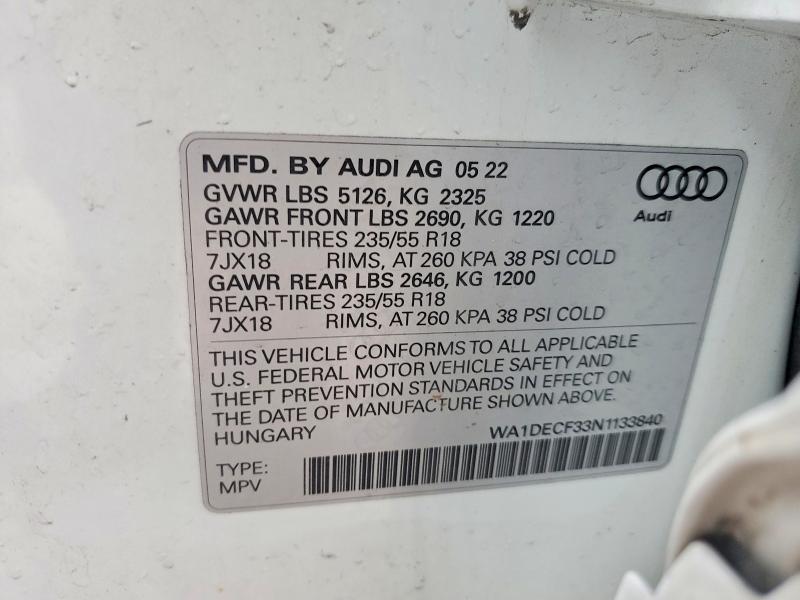 MFD. BY AUDI AG 05 22
GVWR LBS 5126, KG 2325
GAWR FRONT LBS 2690, KG 1220
FRONT-TIRES 235/55 R18
7JX18 RIMS, AT 260 KPA 38 PSI COLD
GAWR REAR LBS 2646, KG 1200
REAR-TIRES 235/55 R18
7JX18 RIMS, AT 260 KPA 38 PSI COLD
Audi
THIS VEHICLE CONFORMS TO ALL APPLICABLE
U.S. FEDERAL MOTOR VEHICLE SAFETY AND
THEFT PREVENTION STANDARDS IN EFFECT ON
THE DATE OF MANUFACTURE SHOWN ABOVE.
HUNGARY WA1DECF33N1133840
TYPE:
MPV